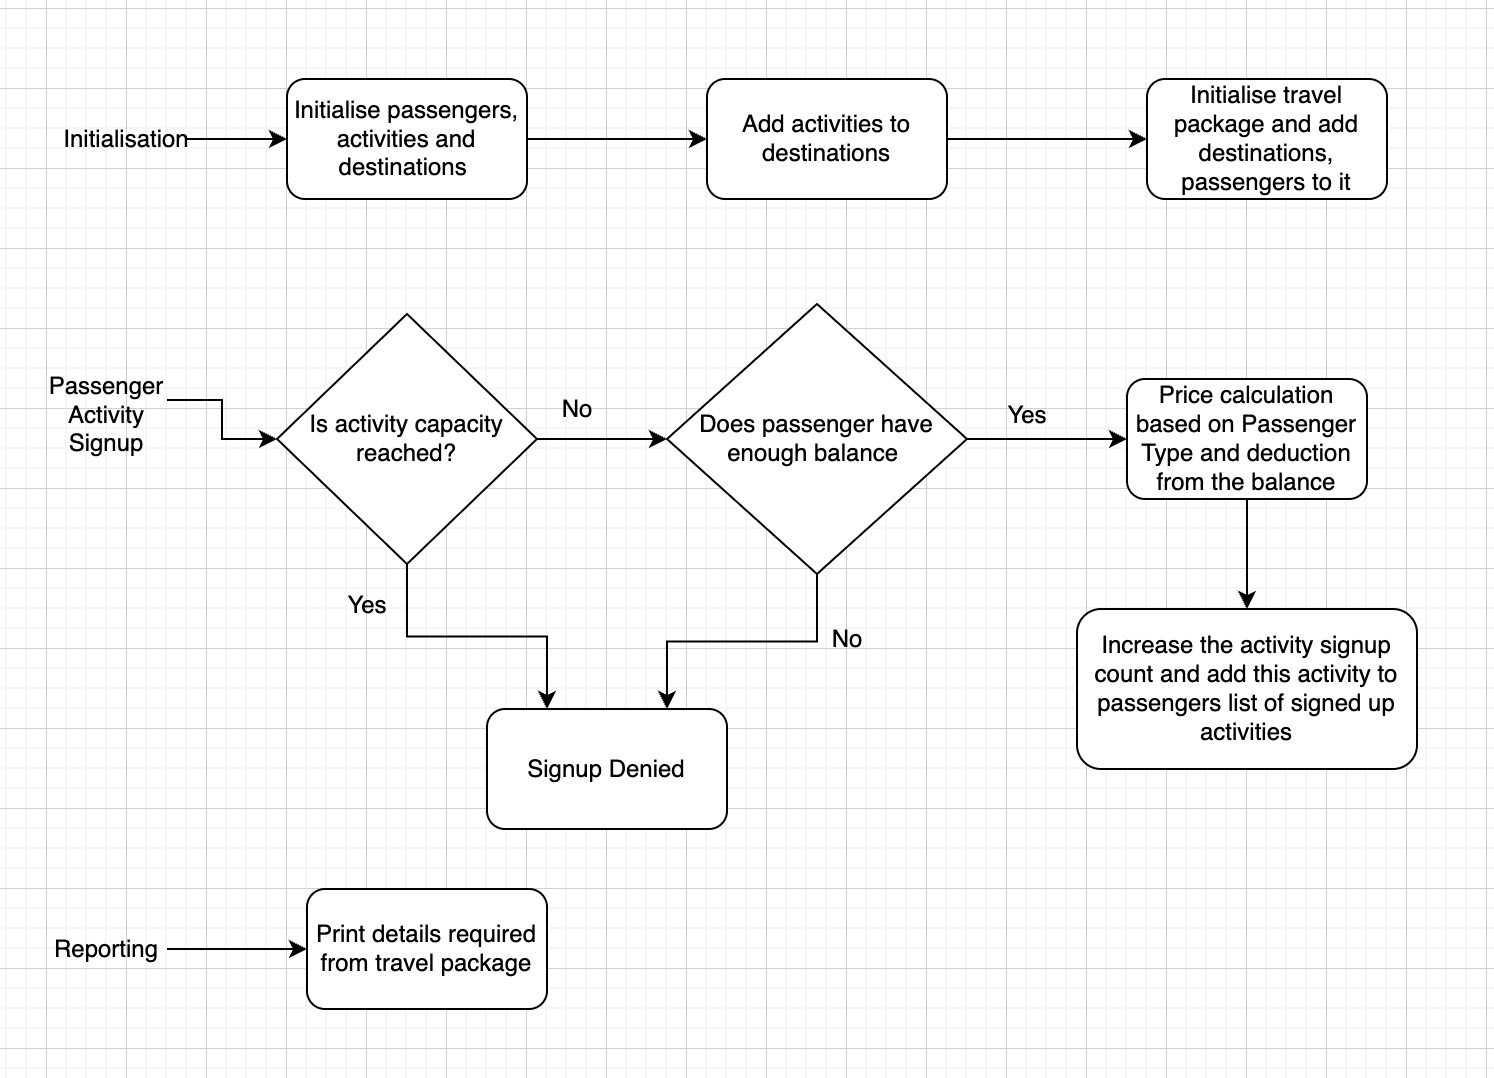 Initialisation
Initialise passengers,
activities and
destinations
Add activities to
destinations
Initialise travel
package and add
destinations,
passengers to it
Passenger
Activity
Signup
Is activity capacity
reached?
No
Does passenger have
enough balance
Yes
Price calculation
based on Passenger
Type and deduction
from the balance
Yes
No
Increase the activity signup
count and add this activity to
passengers list of signed up
activities
Signup Denied
Reporting
Print details required
from travel package